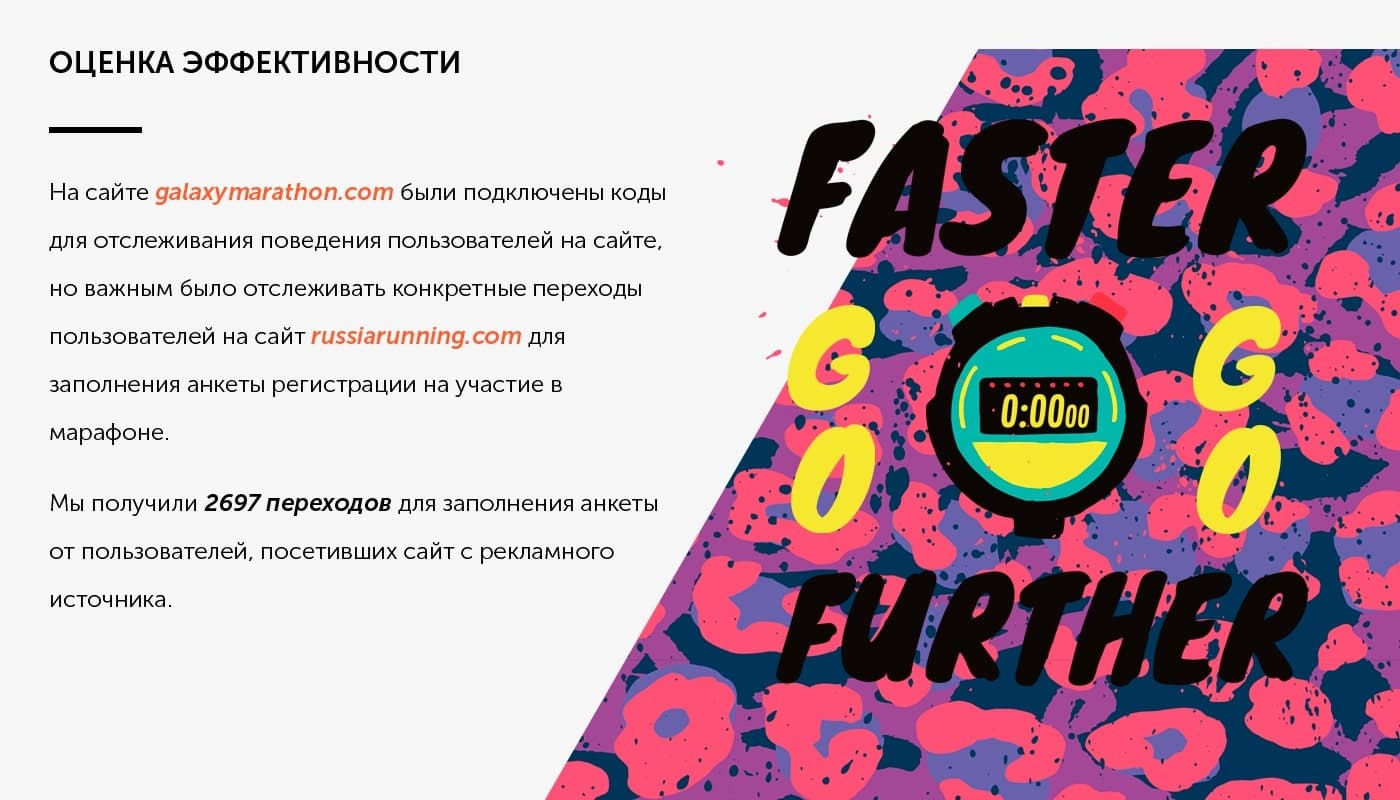 ОЦЕНКА ЭФФЕКТИВНОСТИ
На сайте galaxymarathon.com были подключены коды
для отслеживания поведения пользователей на сайте,
но важным было отслеживать конкретные переходы
пользователей на сайт russiarunning.com для
заполнения анкеты регистрации на участие в
марафоне.
Мы получили 2697 переходов для заполнения анкеты
от пользователей, посетивших сайт с рекламного
источника.
FASTER
GO
0:0000
GO
FURTHER